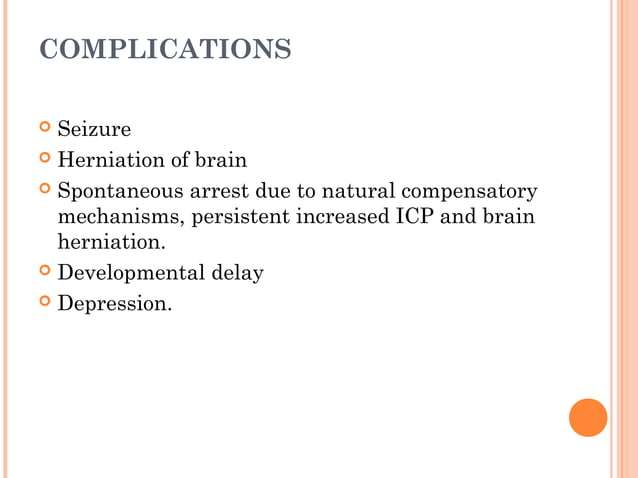 COMPLICATIONS
Seizure
Herniation of brain
Spontaneous arrest due to natural compensatory
mechanisms, persistent increased ICP and brain
herniation.
Developmental delay
Depression.